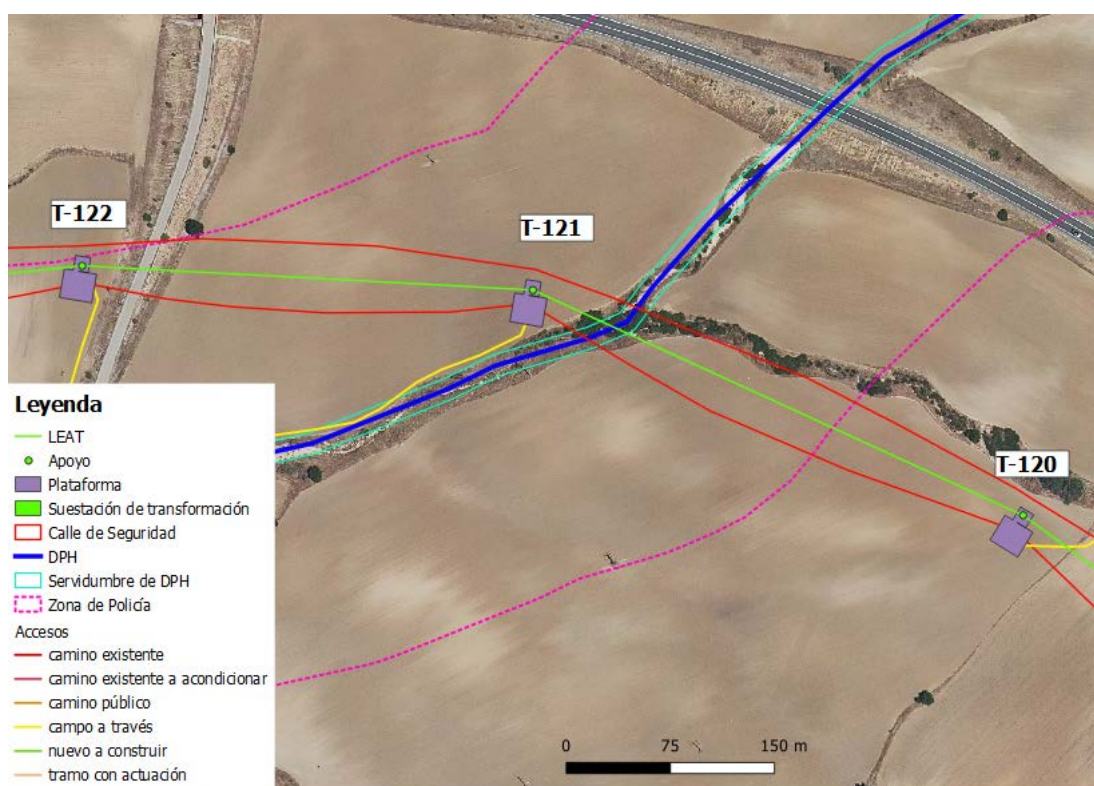 T-122
T-121
T-120
Leyenda
LEAT
Apoyo
Plataforma
Suestación de transformación
Calle de Seguridad
DPH
Servidumbre de DPH
Zona de Policía
Accesos
camino existente
camino existente a acondicionar
camino público
campo a través
nuevo a construir
tramo con actuación
0 75 150 m